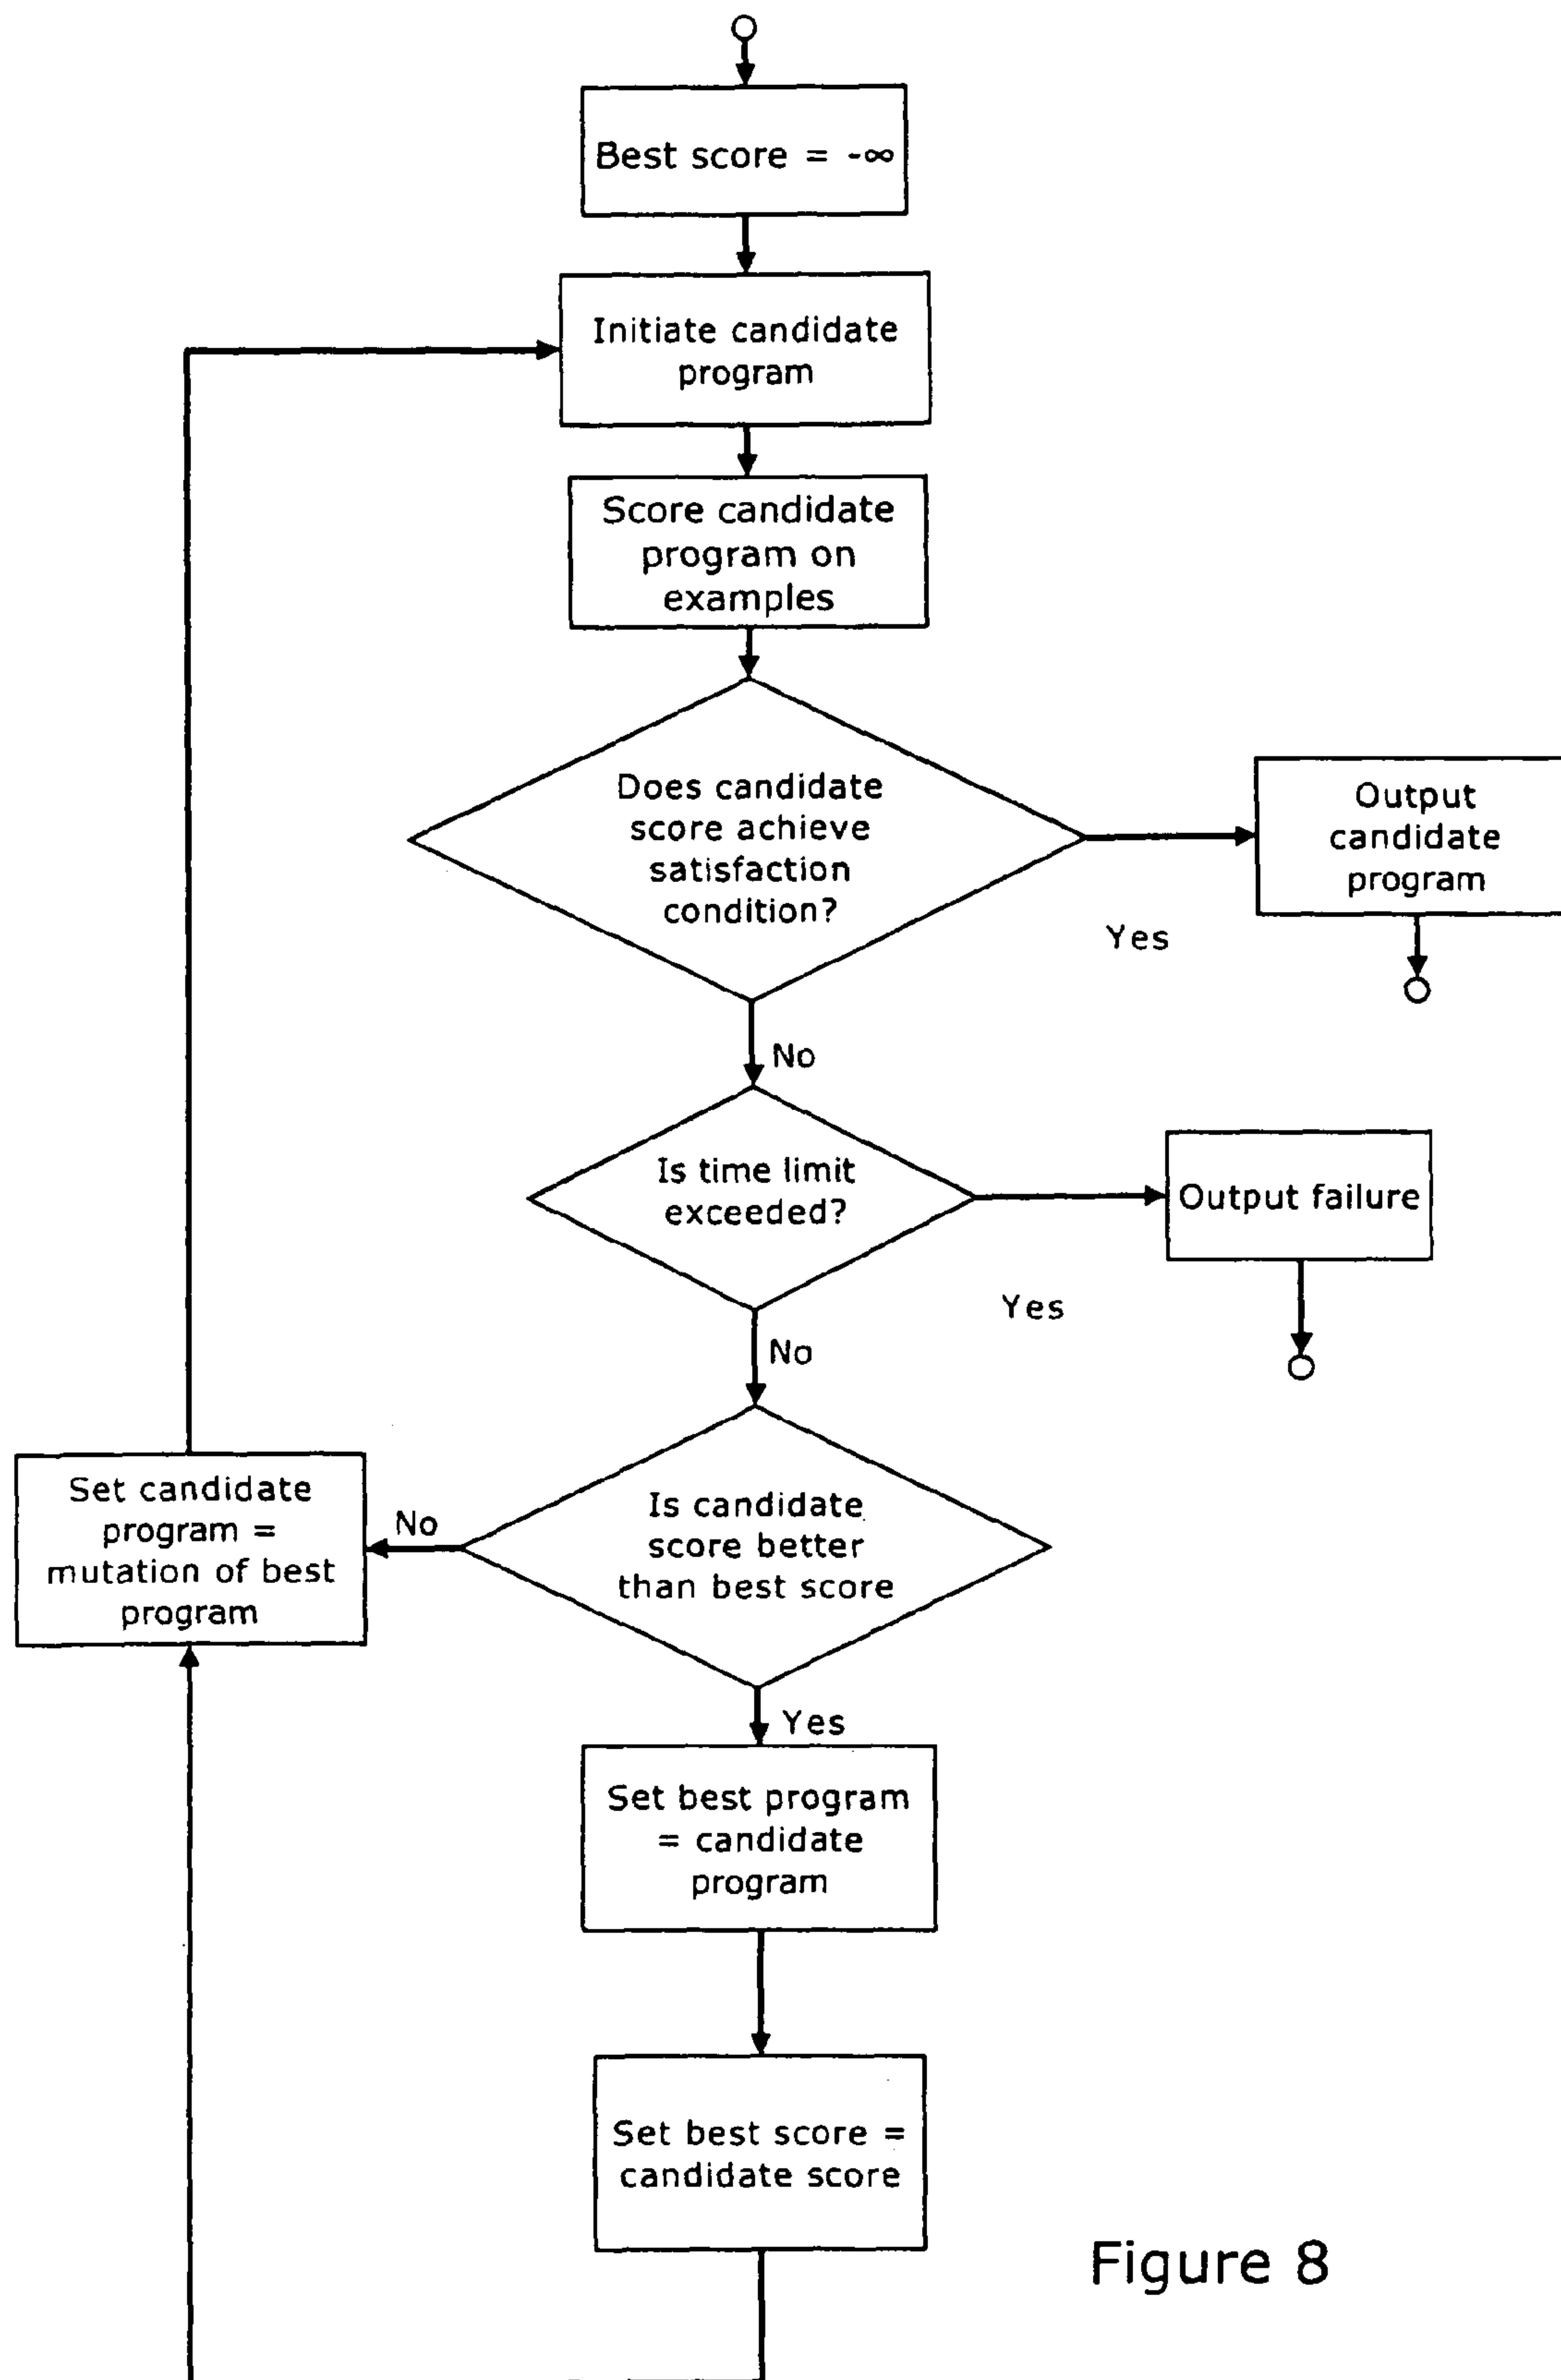 Best score = -∞
Initiate candidate
program
Score candidate
program on
examples
Does candidate
score achieve
satisfaction
condition?
Yes
Output
candidate
program
No
Is time limit
exceeded?
Yes
Output failure
No
Is candidate
score better
than best score
No
Set candidate
program =
mutation of best
program
Yes
Set best program
= candidate
program
Set best score =
candidate score
Figure 8